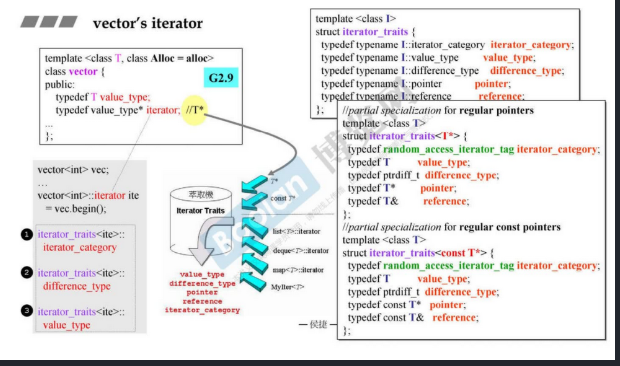 vector's iterator
template <class T, class Alloc = alloc>
class vector {
public:
typedef T value_type;
typedef value_type* iterator; //T*
...
};
G2.9
vector<int> vec;
...
vector<int>::iterator ite
= vec.begin();
1 iterator_traits<ite>::
iterator_category
2 iterator_traits<ite>::
difference_type
3 iterator_traits<ite>::
value_type
萃取機
Iterator Traits
T*
const T*
list<T>::iterator
deque<T>::iterator
map<T>::iterator
MyIter<T>
value_type
difference_type
pointer
reference
iterator_category
template <class I>
struct iterator_traits {
typedef typename I::iterator_category iterator_category;
typedef typename I::value_type value_type;
typedef typename I::difference_type difference_type;
typedef typename I::pointer pointer;
typedef typename I::reference reference;
};
//partial specialization for regular pointers
template <class T>
struct iterator_traits<T*> {
typedef random_access_iterator_tag iterator_category;
typedef T value_type;
typedef ptrdiff_t difference_type;
typedef T* pointer;
typedef T& reference;
};
//partial specialization for regular const pointers
template <class T>
struct iterator_traits<const T*> {
typedef random_access_iterator_tag iterator_category;
typedef T value_type;
typedef ptrdiff_t difference_type;
typedef const T* pointer;
typedef const T& reference;
};
— 侯捷 —
Boolan 博览网